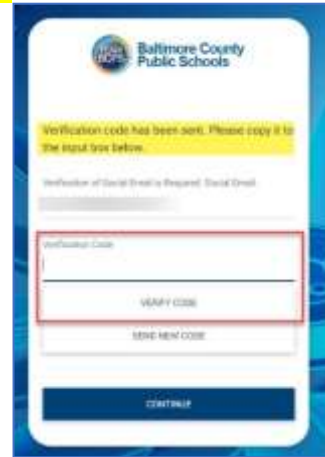 Baltimore County
Public Schools
Verification code has been sent. Please copy it to
the input box below.
Verification of Social Email is Required. Social Email:
Verification Code
VERIFY CODE
SEND NEW CODE
CONTINUE